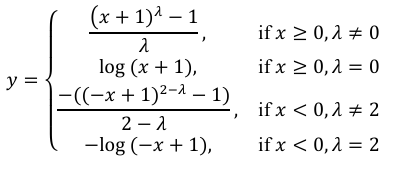 y = { ((x + 1)^λ − 1) / λ , if x ≥ 0, λ ≠ 0
log (x + 1), if x ≥ 0, λ = 0
−((−x + 1)^(2−λ) − 1) / (2 − λ) , if x < 0, λ ≠ 2
−log (−x + 1), if x < 0, λ = 2